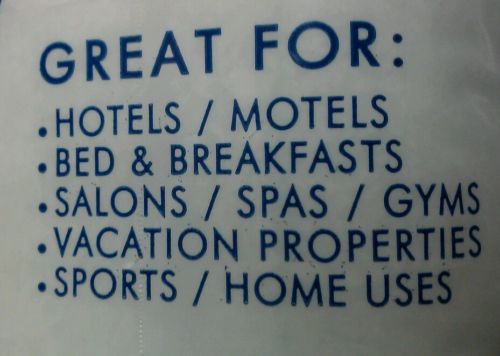 GREAT FOR:
• HOTELS / MOTELS
• BED & BREAKFASTS
• SALONS / SPAS / GYMS
• VACATION PROPERTIES
• SPORTS / HOME USES